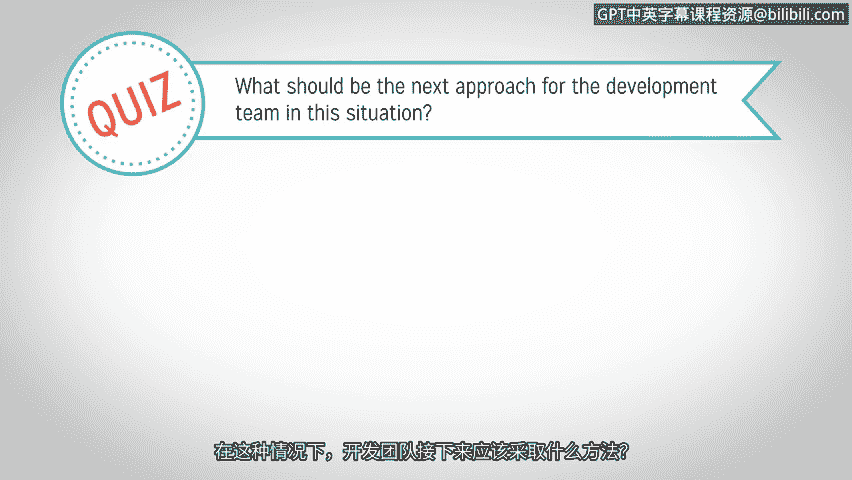 GPT中英字幕课程资源@bilibili.com
QUIZ
What should be the next approach for the development
team in this situation?
在这种情况下，开发团队接下来应该采取什么方法？